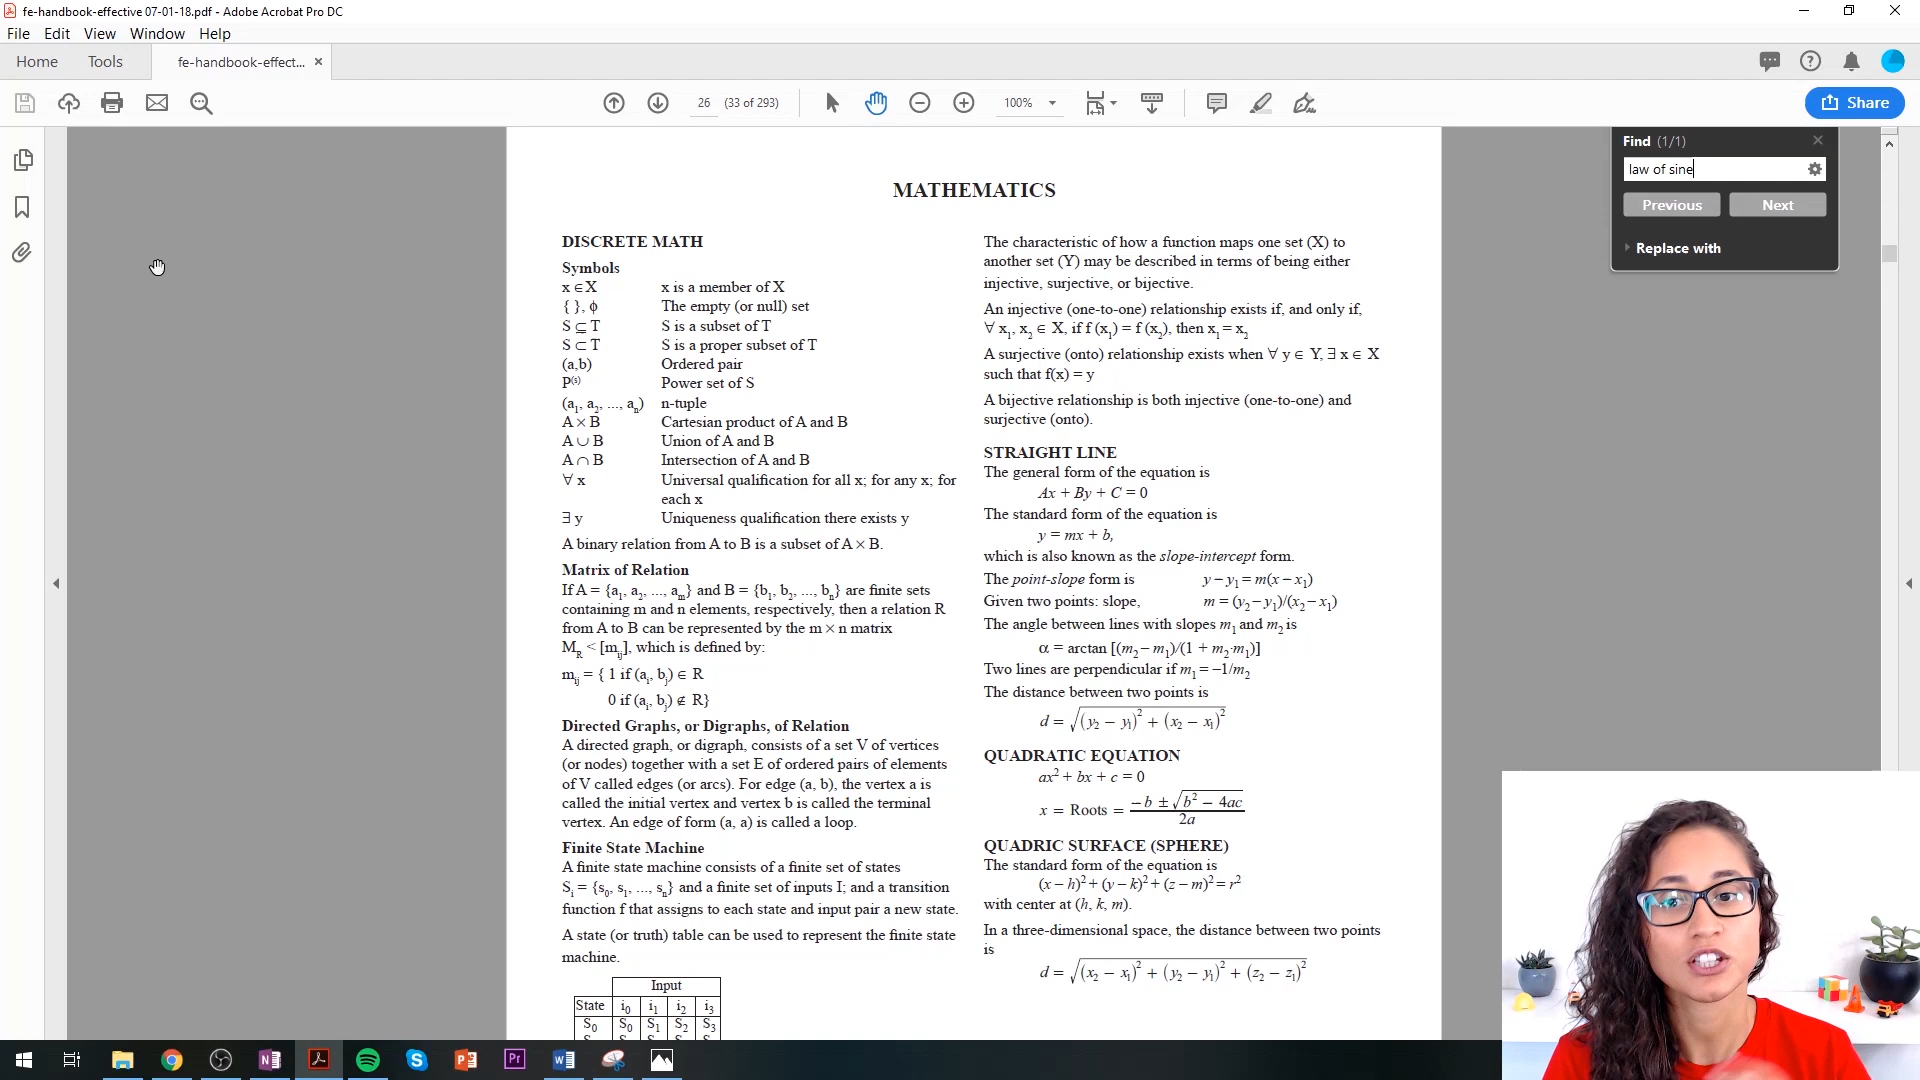 fe-handbook-effective 07-01-18.pdf - Adobe Acrobat Pro DC
File Edit View Window Help
Home Tools fe-handbook-effect... ×
26 (33 of 293) 100% Share
Find (1/1)
law of sine
Previous Next
Replace with
MATHEMATICS
DISCRETE MATH
Symbols
x ∈X x is a member of X
{ }, ϕ The empty (or null) set
S ⊆ T S is a subset of T
S ⊂ T S is a proper subset of T
(a,b) Ordered pair
P(s) Power set of S
(a1, a2, ..., an) n-tuple
A × B Cartesian product of A and B
A ∪ B Union of A and B
A ∩ B Intersection of A and B
∀ x Universal qualification for all x; for any x; for
each x
∃ y Uniqueness qualification there exists y
A binary relation from A to B is a subset of A × B.
Matrix of Relation
If A = {a1, a2, ..., am} and B = {b1, b2, ..., bn} are finite sets
containing m and n elements, respectively, then a relation R
from A to B can be represented by the m × n matrix
MR < [mij], which is defined by:
mij = { 1 if (ai, bj) ∈ R
0 if (ai, bj) ∉ R}
Directed Graphs, or Digraphs, of Relation
A directed graph, or digraph, consists of a set V of vertices
(or nodes) together with a set E of ordered pairs of elements
of V called edges (or arcs). For edge (a, b), the vertex a is
called the initial vertex and vertex b is called the terminal
vertex. An edge of form (a, a) is called a loop.
Finite State Machine
A finite state machine consists of a finite set of states
Si = {s0, s1, ..., sn} and a finite set of inputs I; and a transition
function f that assigns to each state and input pair a new state.
A state (or truth) table can be used to represent the finite state
machine.
Input
State i0 i1 i2 i3
S0 S0 S1 S2 S3
The characteristic of how a function maps one set (X) to
another set (Y) may be described in terms of being either
injective, surjective, or bijective.
An injective (one-to-one) relationship exists if, and only if,
∀ x1, x2 ∈ X, if f (x1) = f (x2), then x1 = x2
A surjective (onto) relationship exists when ∀ y ∈ Y, ∃ x ∈ X
such that f(x) = y
A bijective relationship is both injective (one-to-one) and
surjective (onto).
STRAIGHT LINE
The general form of the equation is
Ax + By + C = 0
The standard form of the equation is
y = mx + b,
which is also known as the slope-intercept form.
The point-slope form is y – y1 = m(x – x1)
Given two points: slope, m = (y2 – y1)/(x2 – x1)
The angle between lines with slopes m1 and m2 is
α = arctan [(m2 – m1)/(1 + m2·m1)]
Two lines are perpendicular if m1 = –1/m2
The distance between two points is
d = √(y2 – y1)² + (x2 – x1)²
QUADRATIC EQUATION
ax² + bx + c = 0
x = Roots = –b ± √b² – 4ac
2a
QUADRIC SURFACE (SPHERE)
The standard form of the equation is
(x – h)² + (y – k)² + (z – m)² = r²
with center at (h, k, m).
In a three-dimensional space, the distance between two points
is
d = √(x2 – x1)² + (y2 – y1)² + (z2 – z1)²